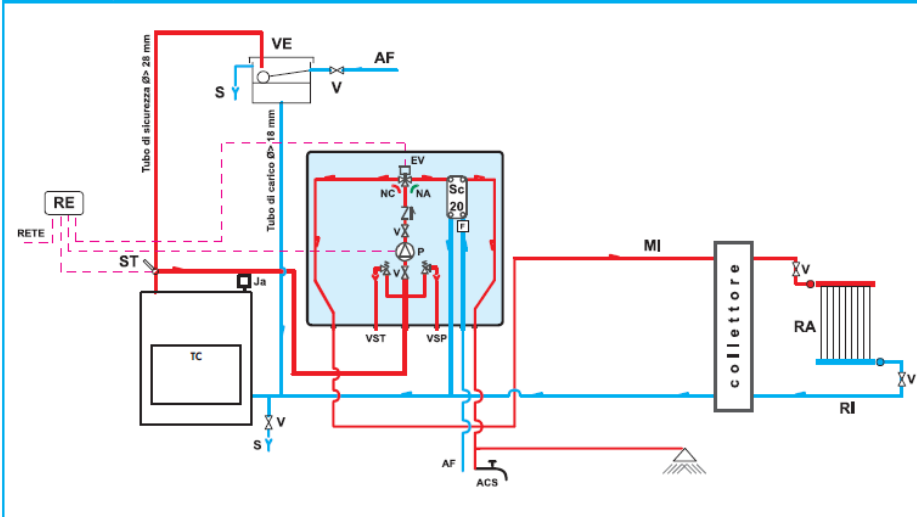 VE
AF
S
V
Tubo di sicurezza Ø> 28 mm
Tubo di carico Ø> 18 mm
EV
NC
NA
Sc
20
F
V
P
V
RE
RETE
ST
Ja
TC
VST
VSP
MI
collettore
V
RA
V
RI
V
S
AF
ACS